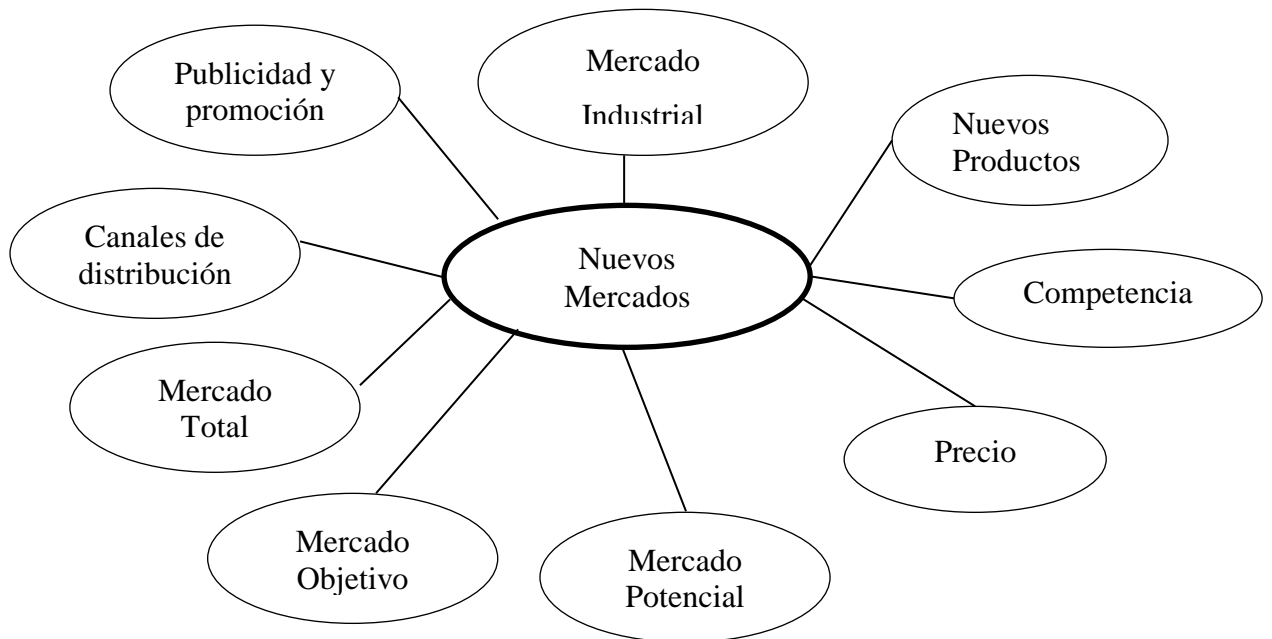 Publicidad y
promoción
Mercado
Industrial
Nuevos
Productos
Canales de
distribución
Nuevos
Mercados
Competencia
Mercado
Total
Precio
Mercado
Objetivo
Mercado
Potencial